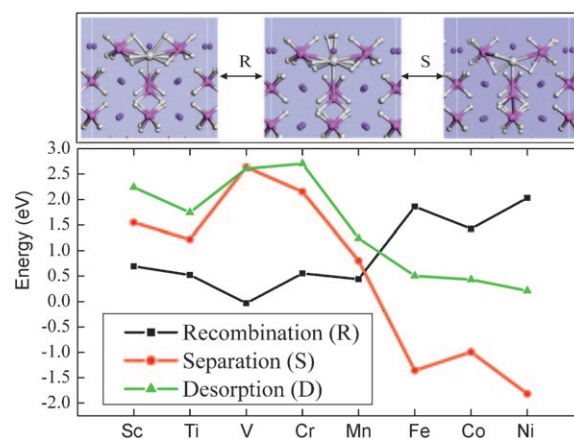 R
S
3.0
2.5
2.0
1.5
1.0
0.5
0.0
-0.5
-1.0
-1.5
-2.0
Energy (eV)
Recombination (R)
Separation (S)
Desorption (D)
Sc Ti V Cr Mn Fe Co Ni